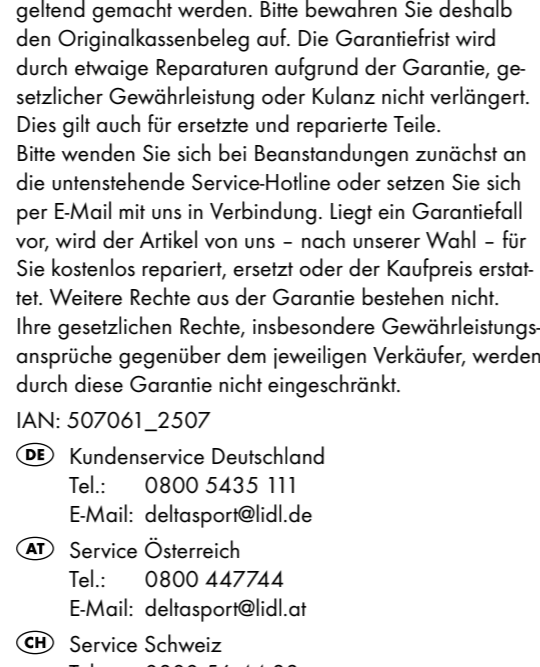 geltend gemacht werden. Bitte bewahren Sie deshalb
den Originalkassenbeleg auf. Die Garantiefrist wird
durch etwaige Reparaturen aufgrund der Garantie, ge-
setzlicher Gewährleistung oder Kulanz nicht verlängert.
Dies gilt auch für ersetzte und reparierte Teile.
Bitte wenden Sie sich bei Beanstandungen zunächst an
die untenstehende Service-Hotline oder setzen Sie sich
per E-Mail mit uns in Verbindung. Liegt ein Garantiefall
vor, wird der Artikel von uns – nach unserer Wahl – für
Sie kostenlos repariert, ersetzt oder der Kaufpreis erstat-
tet. Weitere Rechte aus der Garantie bestehen nicht.
Ihre gesetzlichen Rechte, insbesondere Gewährleistungs-
ansprüche gegenüber dem jeweiligen Verkäufer, werden
durch diese Garantie nicht eingeschränkt.
IAN: 507061_2507
DE Kundenservice Deutschland
Tel.: 0800 5435 111
E-Mail: deltasport@lidl.de
AT Service Österreich
Tel.: 0800 447744
E-Mail: deltasport@lidl.at
CH Service Schweiz